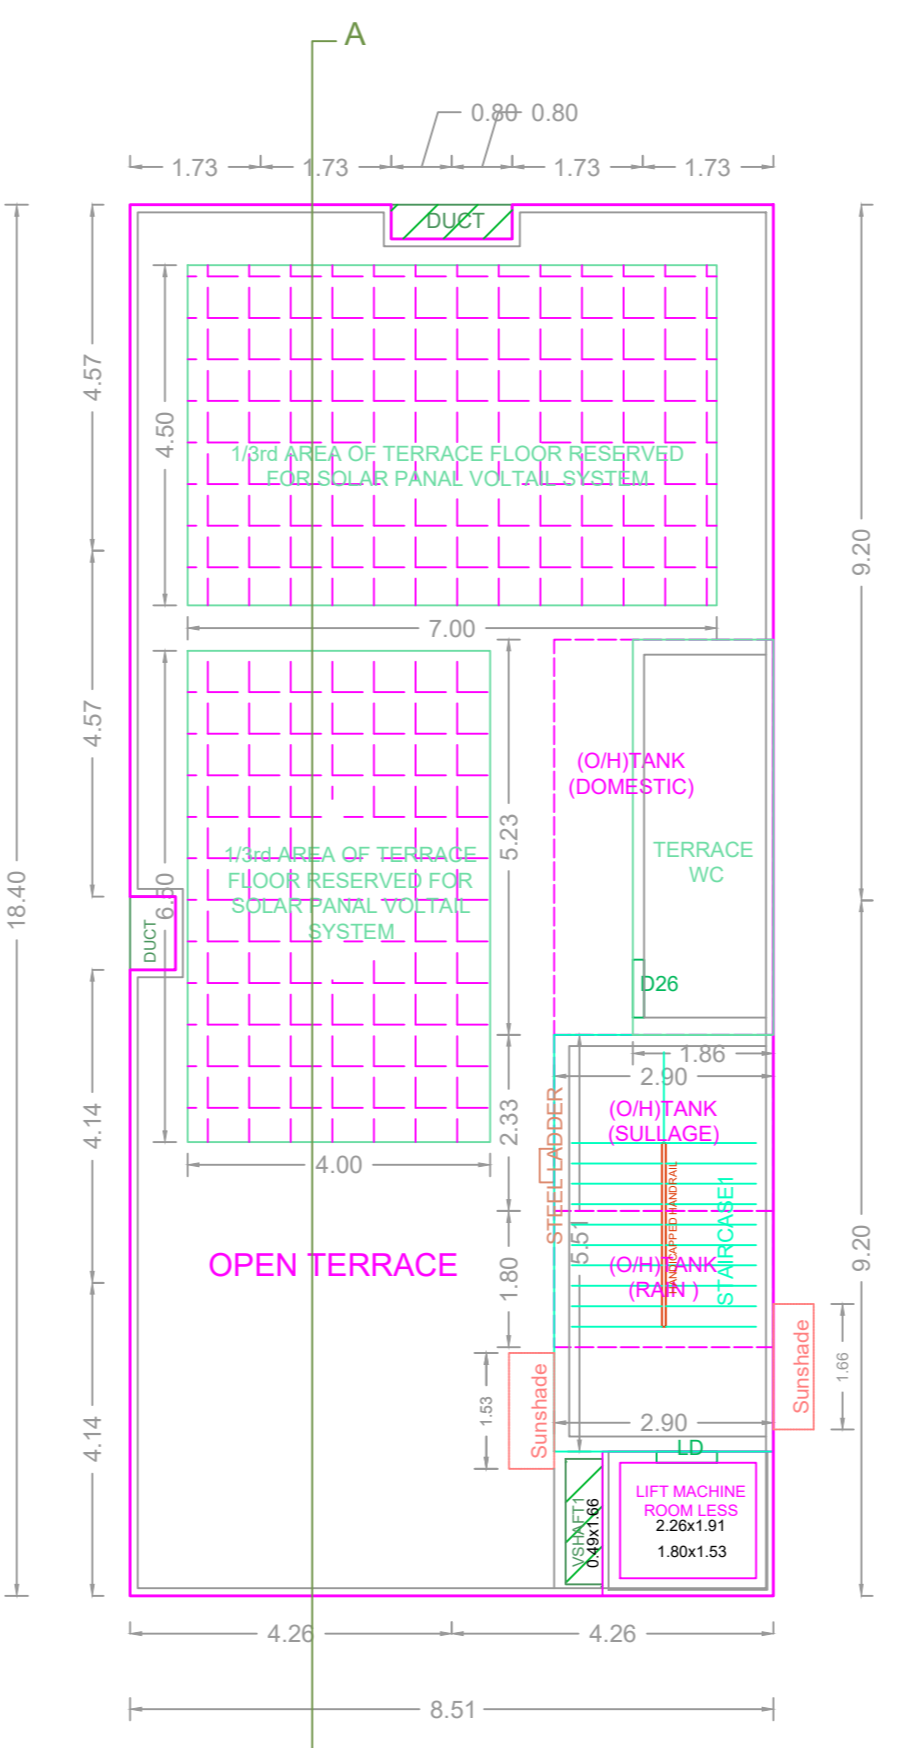 A
0.80 0.80
1.73 1.73 1.73 1.73
DUCT
4.57
4.50
1/3rd AREA OF TERRACE FLOOR RESERVED
FOR SOLAR PANAL VOLTAIL SYSTEM
9.20
7.00
4.57
(O/H)TANK
(DOMESTIC)
5.23
1/3rd AREA OF TERRACE
FLOOR RESERVED FOR
SOLAR PANAL VOLTAIL
SYSTEM
TERRACE
WC
18.40
6.50
DUCT
D26
1.86
2.90
4.14
2.33
STEEL LADDER
(O/H)TANK
(SULLAGE)
4.00
HANDICAPPED HANDRAIL
STAIRCASE1
OPEN TERRACE
1.80
5.51
(O/H)TANK
(RAIN )
9.20
Sunshade
1.66
1.53
Sunshade
4.14
2.90
LD
VSHAFT1
0.49x1.66
LIFT MACHINE
ROOM LESS
2.26x1.91
1.80x1.53
4.26 4.26
8.51